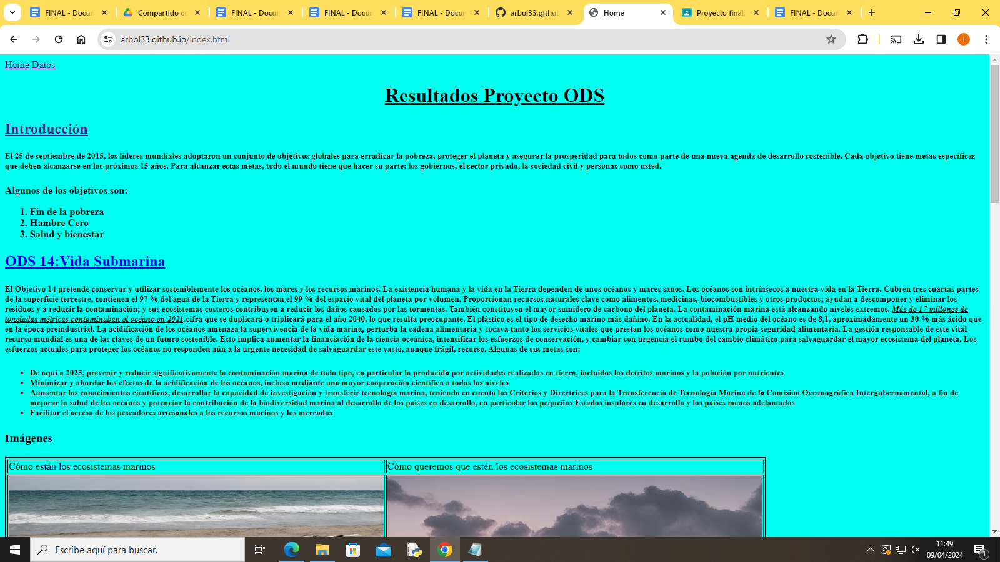 FINAL - Docun
Compartido co
FINAL - Docun
FINAL - Docun
FINAL - Docun
arbol33.github
Home
Proyecto final:
FINAL - Docun
arbol33.github.io/index.html
I
Home Datos
Resultados Proyecto ODS
Introducción
El 25 de septiembre de 2015, los líderes mundiales adoptaron un conjunto de objetivos globales para erradicar la pobreza, proteger el planeta y asegurar la prosperidad para todos como parte de una nueva agenda de desarrollo sostenible. Cada objetivo tiene metas específicas
que deben alcanzarse en los próximos 15 años. Para alcanzar estas metas, todo el mundo tiene que hacer su parte: los gobiernos, el sector privado, la sociedad civil y personas como usted.
Algunos de los objetivos son:
1. Fin de la pobreza
2. Hambre Cero
3. Salud y bienestar
ODS 14:Vida Submarina
El Objetivo 14 pretende conservar y utilizar sosteniblemente los océanos, los mares y los recursos marinos. La existencia humana y la vida en la Tierra dependen de unos océanos y mares sanos. Los océanos son intrínsecos a nuestra vida en la Tierra. Cubren tres cuartas partes
de la superficie terrestre, contienen el 97 % del agua de la Tierra y representan el 99 % del espacio vital del planeta por volumen. Proporcionan recursos naturales clave como alimentos, medicinas, biocombustibles y otros productos; ayudan a descomponer y eliminar los
residuos y a reducir la contaminación; y sus ecosistemas costeros contribuyen a reducir los daños causados por las tormentas. También constituyen el mayor sumidero de carbono del planeta. La contaminación marina está alcanzando niveles extremos. Más de 17 millones de
toneladas métricas contaminaban el océano en 2021,cifra que se duplicará o triplicará para el año 2040, lo que resulta preocupante. El plástico es el tipo de desecho marino más dañino. En la actualidad, el pH medio del océano es de 8,1, aproximadamente un 30 % más ácido que
en la época preindustrial. La acidificación de los océanos amenaza la supervivencia de la vida marina, perturba la cadena alimentaria y socava tanto los servicios vitales que prestan los océanos como nuestra propia seguridad alimentaria. La gestión responsable de este vital
recurso mundial es una de las claves de un futuro sostenible. Esto implica aumentar la financiación de la ciencia oceánica, intensificar los esfuerzos de conservación, y cambiar con urgencia el rumbo del cambio climático para salvaguardar el mayor ecosistema del planeta. Los
esfuerzos actuales para proteger los océanos no responden aún a la urgente necesidad de salvaguardar este vasto, aunque frágil, recurso. Algunas de sus metas son:
• De aquí a 2025, prevenir y reducir significativamente la contaminación marina de todo tipo, en particular la producida por actividades realizadas en tierra, incluidos los detritos marinos y la polución por nutrientes
• Minimizar y abordar los efectos de la acidificación de los océanos, incluso mediante una mayor cooperación científica a todos los niveles
• Aumentar los conocimientos científicos, desarrollar la capacidad de investigación y transferir tecnología marina, teniendo en cuenta los Criterios y Directrices para la Transferencia de Tecnología Marina de la Comisión Oceanográfica Intergubernamental, a fin de
mejorar la salud de los océanos y potenciar la contribución de la biodiversidad marina al desarrollo de los países en desarrollo, en particular los pequeños Estados insulares en desarrollo y los países menos adelantados
• Facilitar el acceso de los pescadores artesanales a los recursos marinos y los mercados
Imágenes
Cómo están los ecosistemas marinos
Cómo queremos que estén los ecosistemas marinos
Escribe aquí para buscar.
11:49
09/04/2024
1